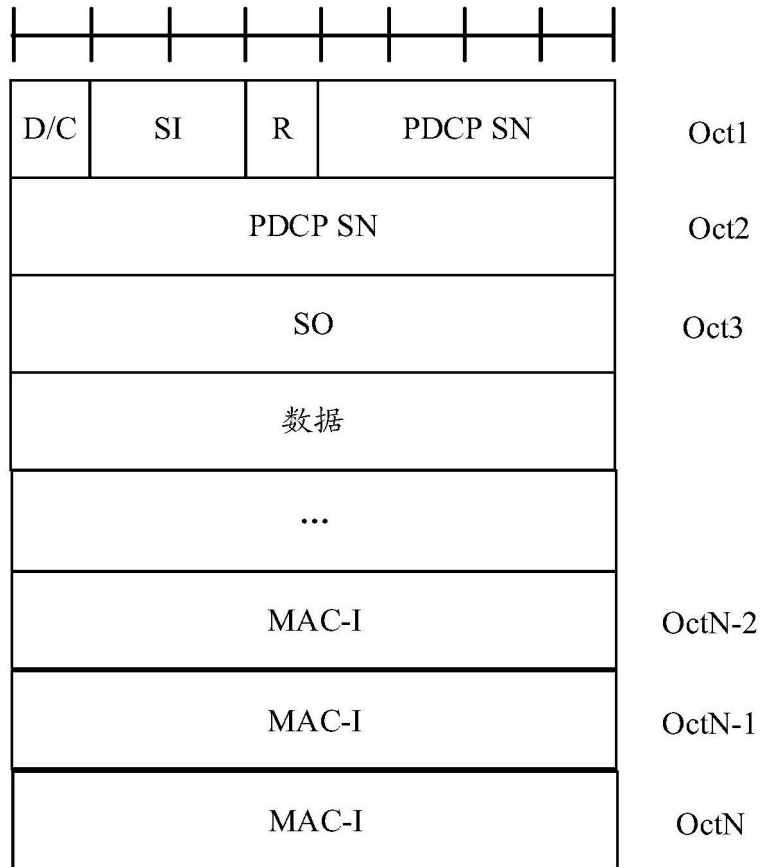 D/C SI R PDCP SN Oct1
PDCP SN Oct2
SO Oct3
数据
...
MAC-I OctN-2
MAC-I OctN-1
MAC-I OctN